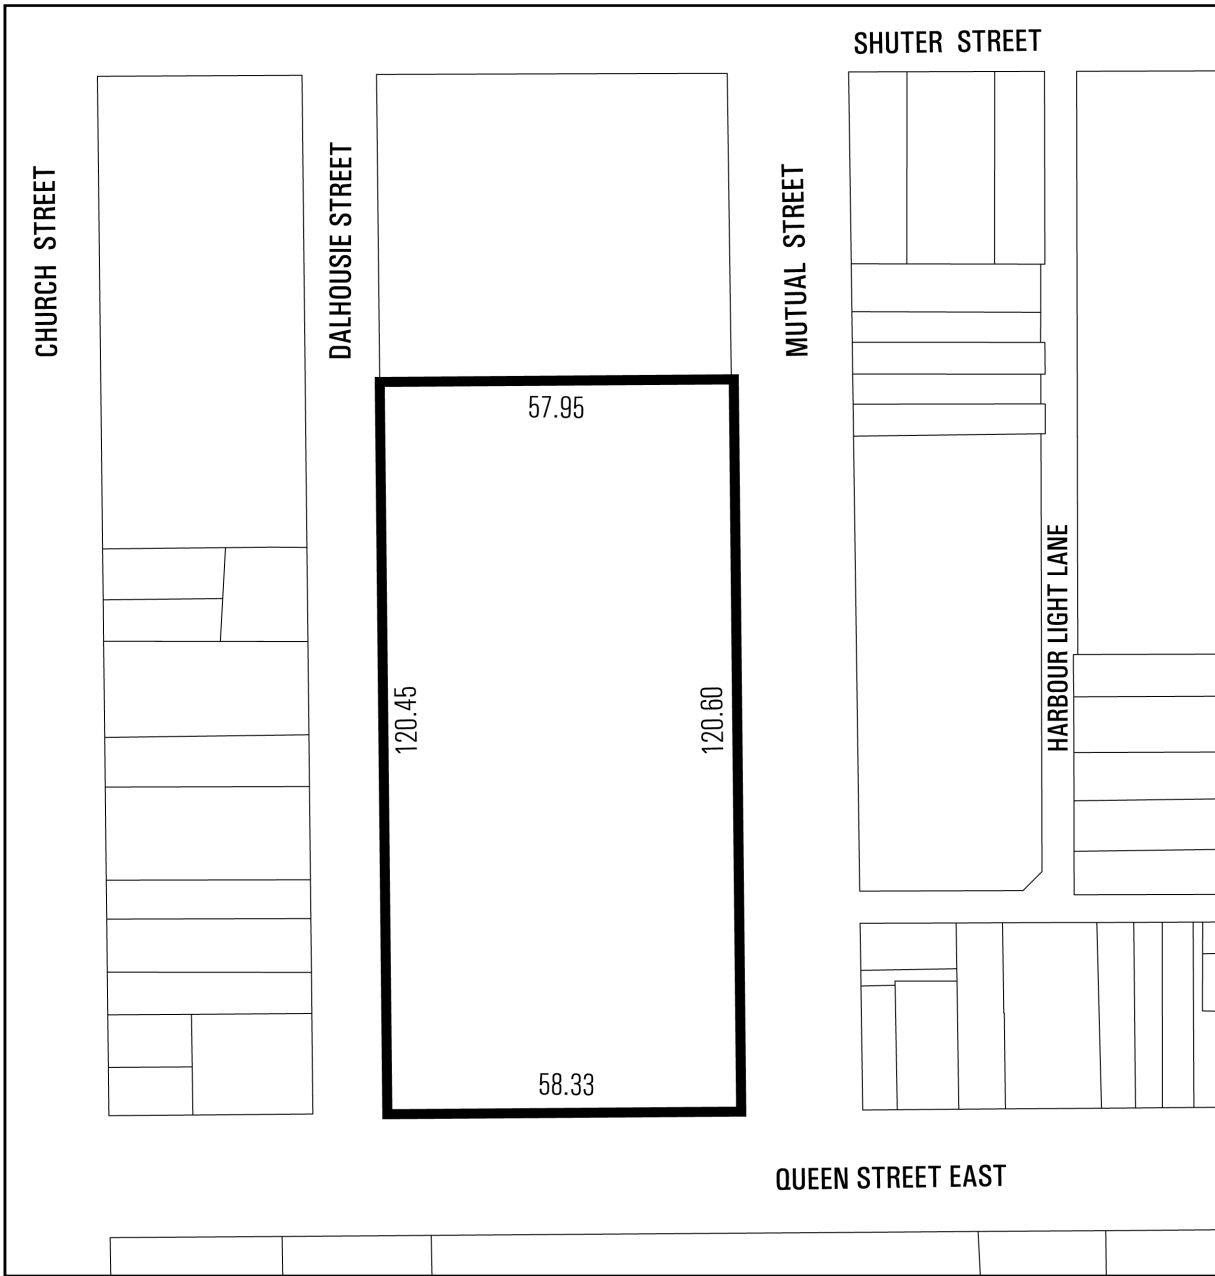 SHUTER STREET
CHURCH STREET
DALHOUSIE STREET
MUTUAL STREET
57.95
HARBOUR LIGHT LANE
120.45
120.60
58.33
QUEEN STREET EAST